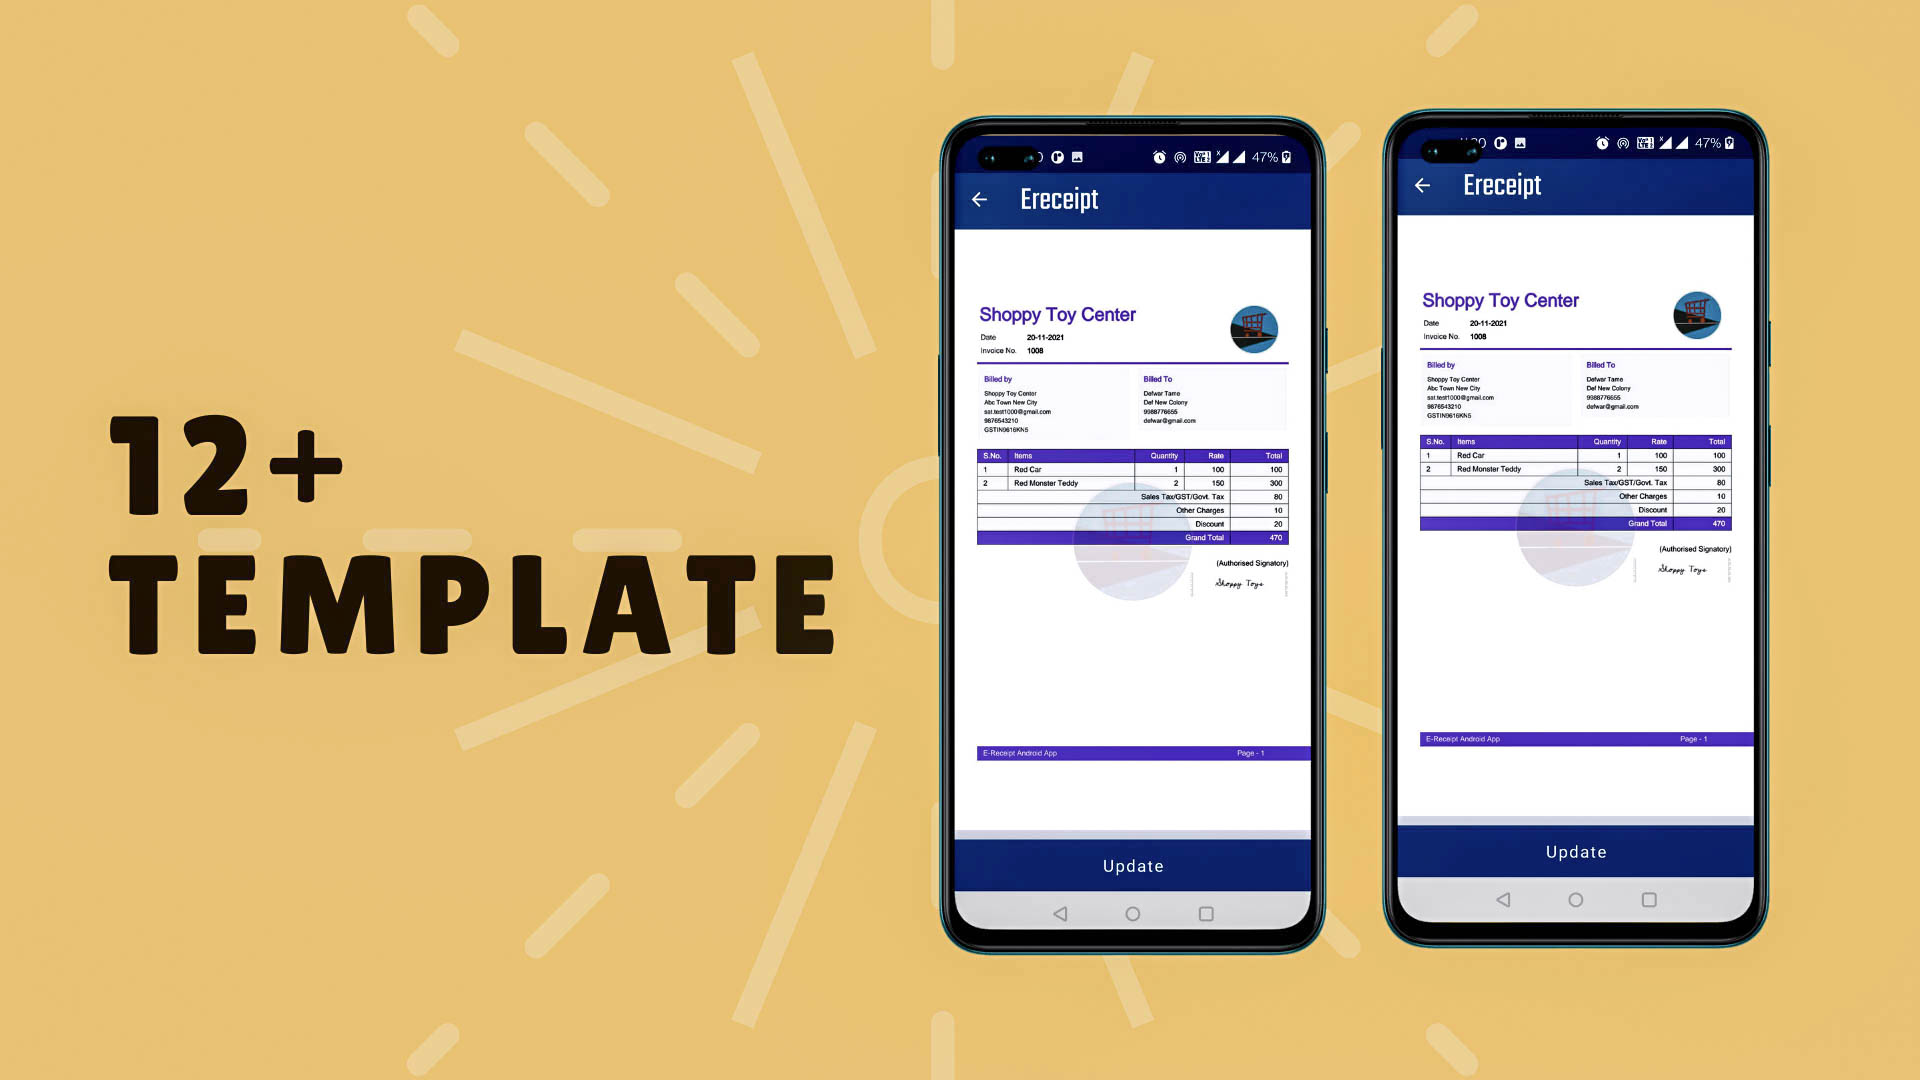 12+
TEMPLATE
47%
Ereceipt
Shoppy Toy Center
Date 20-11-2021
Invoice No. 1008
Billed by
Shoppy Toy Center
Abc Town New City
sat.test1000@gmail.com
9876543210
GSTIN9616KN5
Billed To
Defwar Tame
Def New Colony
9988776655
defwar@gmail.com
S.No. Items Quantity Rate Total
1 Red Car 1 100 100
2 Red Monster Teddy 2 150 300
Sales Tax/GST/Govt. Tax 80
Other Charges 10
Discount 20
Grand Total 470
(Authorised Signatory)
Shoppy Toys
E-Receipt Android App Page - 1
Update
47%
Ereceipt
Shoppy Toy Center
Date 20-11-2021
Invoice No. 1008
Billed by
Shoppy Toy Center
Abc Town New City
sat.test1000@gmail.com
9876543210
GSTIN9616KN5
Billed To
Defwar Tame
Def New Colony
9988776655
defwar@gmail.com
S.No. Items Quantity Rate Total
1 Red Car 1 100 100
2 Red Monster Teddy 2 150 300
Sales Tax/GST/Govt. Tax 80
Other Charges 10
Discount 20
Grand Total 470
(Authorised Signatory)
Shoppy Toys
E-Receipt Android App Page - 1
Update